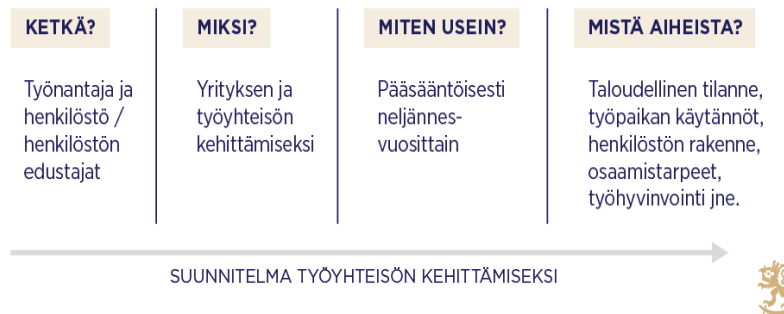 KETKÄ?
Työnantaja ja
henkilöstö /
henkilöstön
edustajat
MIKSI?
Yrityksen ja
työyhteisön
kehittämiseksi
MITEN USEIN?
Pääsääntöisesti
neljännes-
vuosittain
MISTÄ AIHEISTA?
Taloudellinen tilanne,
työpaikan käytännöt,
henkilöstön rakenne,
osaamistarpeet,
työhyvinvointi jne.
SUUNNITELMA TYÖYHTEISÖN KEHITTÄMISEKSI